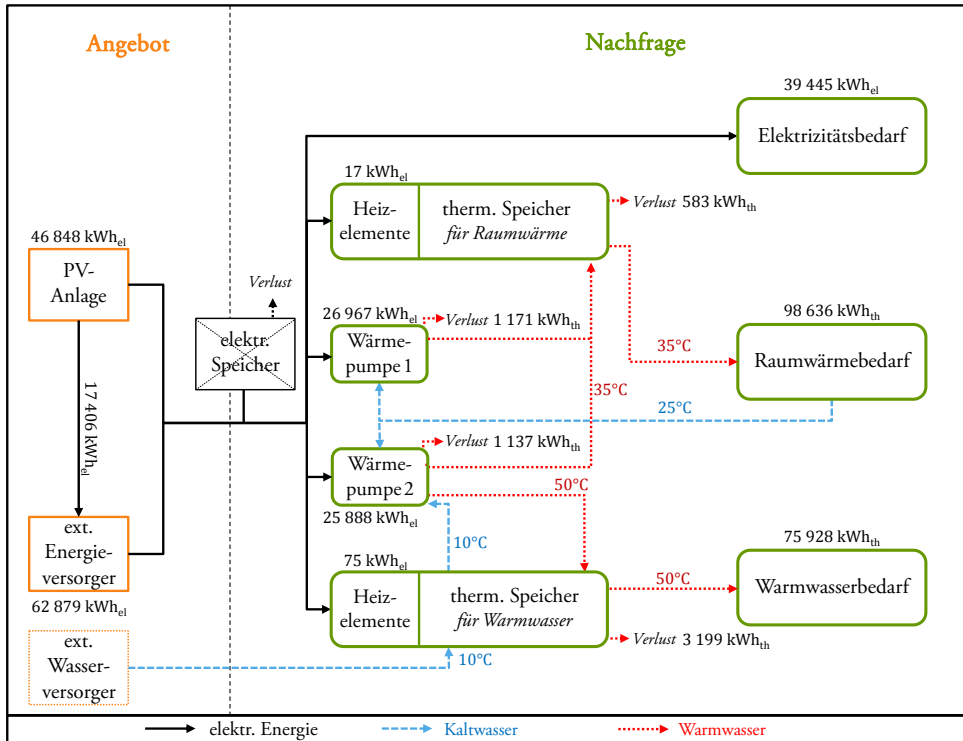 Angebot
Nachfrage
39 445 kWhel
Elektrizitätsbedarf
17 kWhel
Heiz-
elemente
therm. Speicher
für Raumwärme
Verlust 583 kWhth
46 848 kWhel
PV-
Anlage
Verlust
elektr.
Speicher
26 967 kWhel
Wärme-
pumpe 1
Verlust 1 171 kWhth
98 636 kWhth
Raumwärmebedarf
35°C
35°C
25°C
17 406 kWhel
Wärme-
pumpe 2
Verlust 1 137 kWhth
50°C
25 888 kWhel
10°C
ext.
Energie-
versorger
62 879 kWhel
75 kWhel
Heiz-
elemente
therm. Speicher
für Warmwasser
50°C
75 928 kWhth
Warmwasserbedarf
Verlust 3 199 kWhth
ext.
Wasser-
versorger
10°C
elektr. Energie
Kaltwasser
Warmwasser